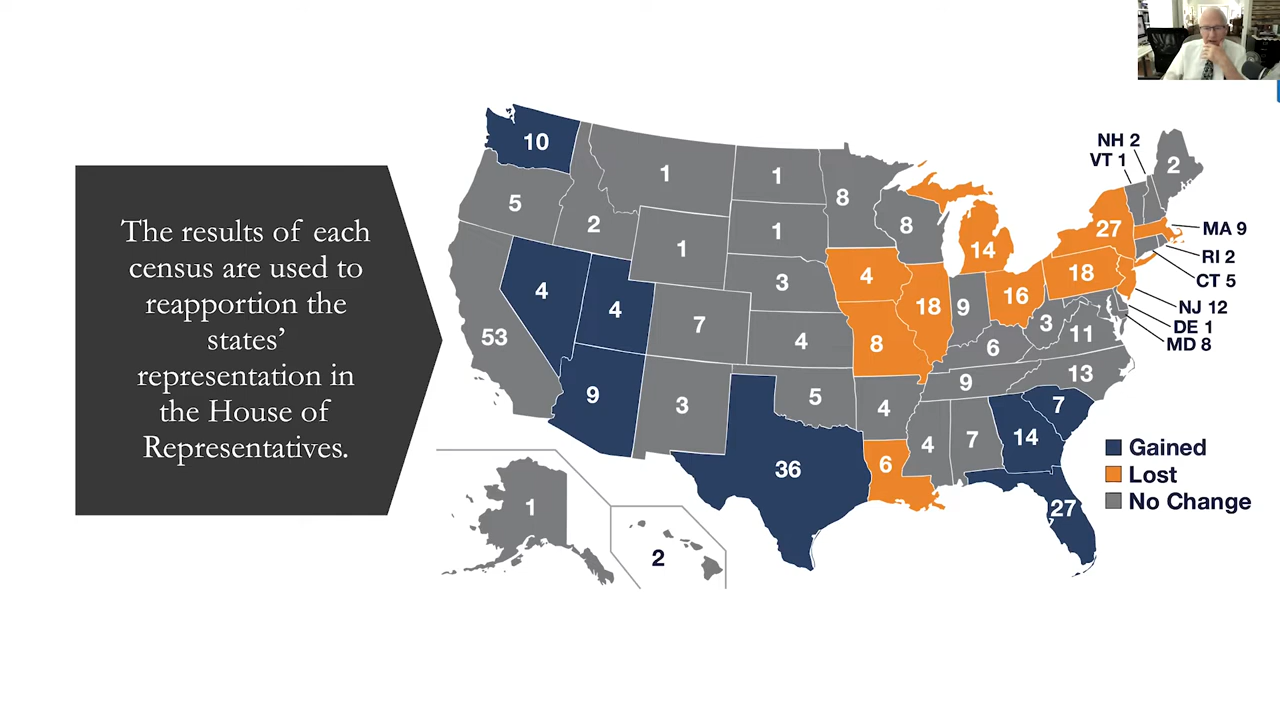 The results of each
census are used to
reapportion the
states’
representation in
the House of
Representatives.
10
1
1
8
5
2
1
1
8
14
27
2
NH 2
VT 1
MA 9
RI 2
CT 5
NJ 12
DE 1
MD 8
4
4
3
4
18
9
16
18
53
7
4
8
6
3
11
9
3
5
4
9
13
7
36
6
4
7
14
27
1
2
Gained
Lost
No Change